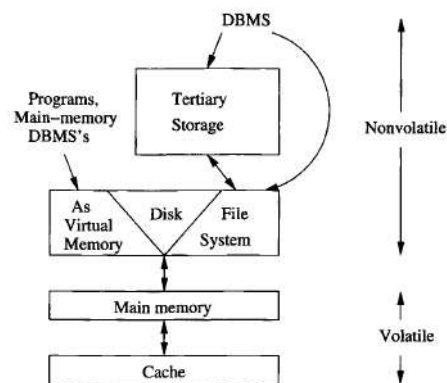 DBMS
Programs,
Main-memory
DBMS's
Tertiary
Storage
Nonvolatile
As
Virtual
Memory
Disk
File
System
Main memory
Volatile
Cache